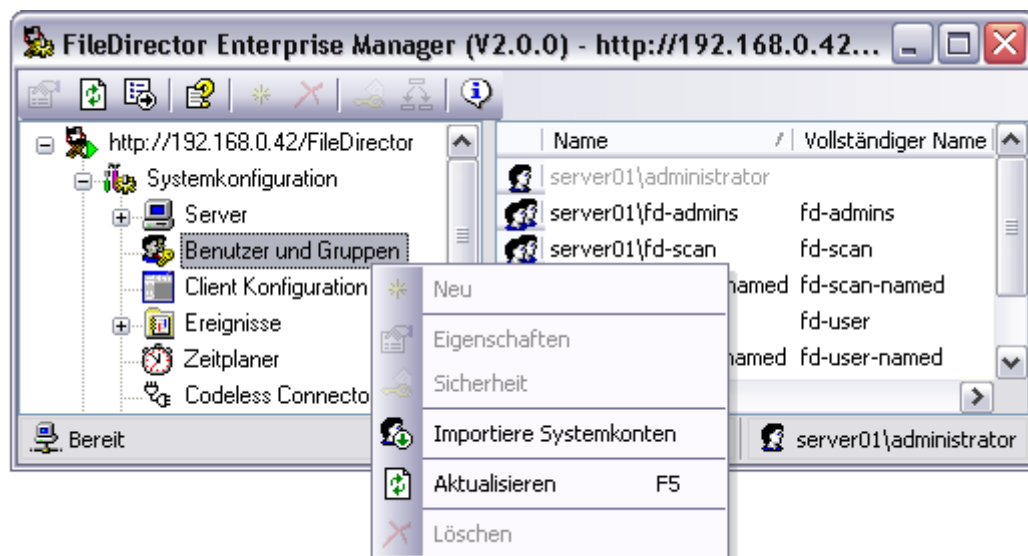 FileDirector Enterprise Manager (V2.0.0) - http://192.168.0.42...
http://192.168.0.42/FileDirector
Systemkonfiguration
Server
Benutzer und Gruppen
Client Konfiguration
Ereignisse
Zeitplaner
Codeless Connecto
Name / Vollständiger Name
server01\administrator
server01\fd-admins fd-admins
server01\fd-scan fd-scan
named fd-scan-named
fd-user
named fd-user-named
Neu
Eigenschaften
Sicherheit
Importiere Systemkonten
Aktualisieren F5
Löschen
Bereit
server01\administrator